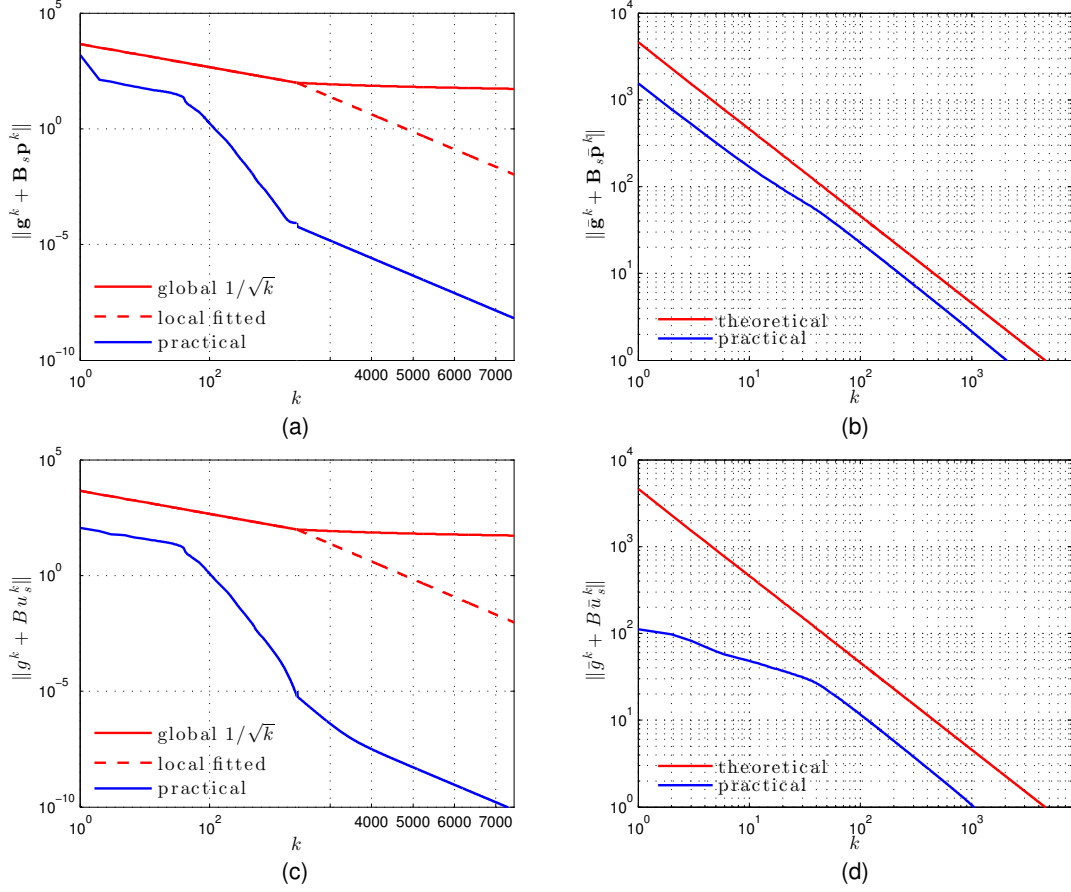 10^5
10^0
10^{-5}
10^{-10}
‖𝐠^k + 𝐁_s 𝐩^k‖
global 1/√k
local fitted
practical
10^0 10^2 4000 5000 6000 7000
k
(a)
10^4
10^3
10^2
10^1
10^0
‖𝐠̄^k + 𝐁_s 𝐩̄^k‖
theoretical
practical
10^0 10^1 10^2 10^3
k
(b)
10^5
10^0
10^{-5}
10^{-10}
‖g^k + Bu_s^k‖
global 1/√k
local fitted
practical
10^0 10^2 4000 5000 6000 7000
k
(c)
10^4
10^3
10^2
10^1
10^0
‖ḡ^k + Bū_s^k‖
theoretical
practical
10^0 10^1 10^2 10^3
k
(d)